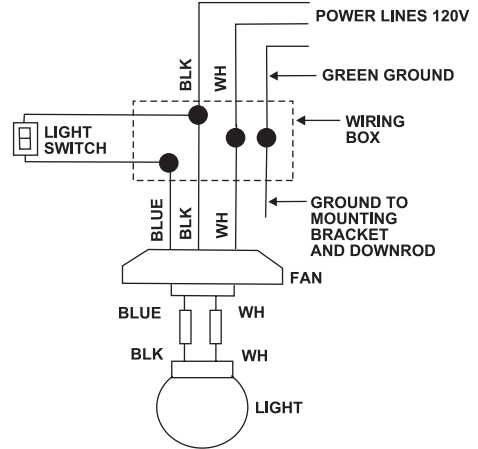 POWER LINES 120V
BLK
WH
GREEN GROUND
LIGHT
SWITCH
WIRING
BOX
BLUE
BLK
WH
GROUND TO
MOUNTING
BRACKET
AND DOWNROD
FAN
BLUE
WH
BLK
WH
LIGHT